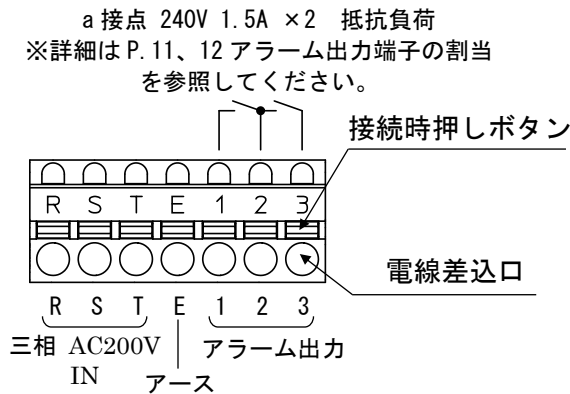 a接点 240V 1.5A ×2 抵抗負荷
※詳細はP.11、12 アラーム出力端子の割当
を参照してください。
接続時押しボタン
R S T E 1 2 3
電線差込口
R S T E 1 2 3
三相 AC200V
IN
アース
アラーム出力